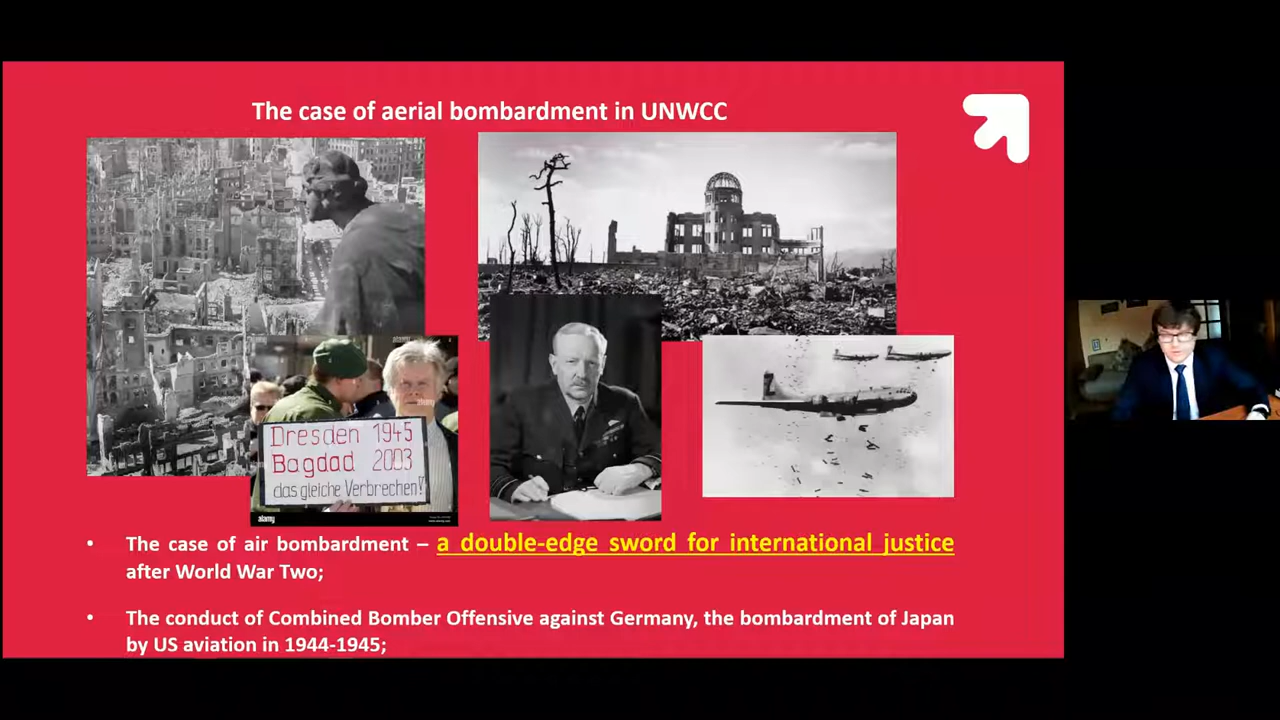 The case of aerial bombardment in UNWCC
alamy
alamy
Dresden 1945
Bagdad 2003
das gleiche Verbrechen!
alamy
• The case of air bombardment – a double-edge sword for international justice
after World War Two;
• The conduct of Combined Bomber Offensive against Germany, the bombardment of Japan
by US aviation in 1944-1945;